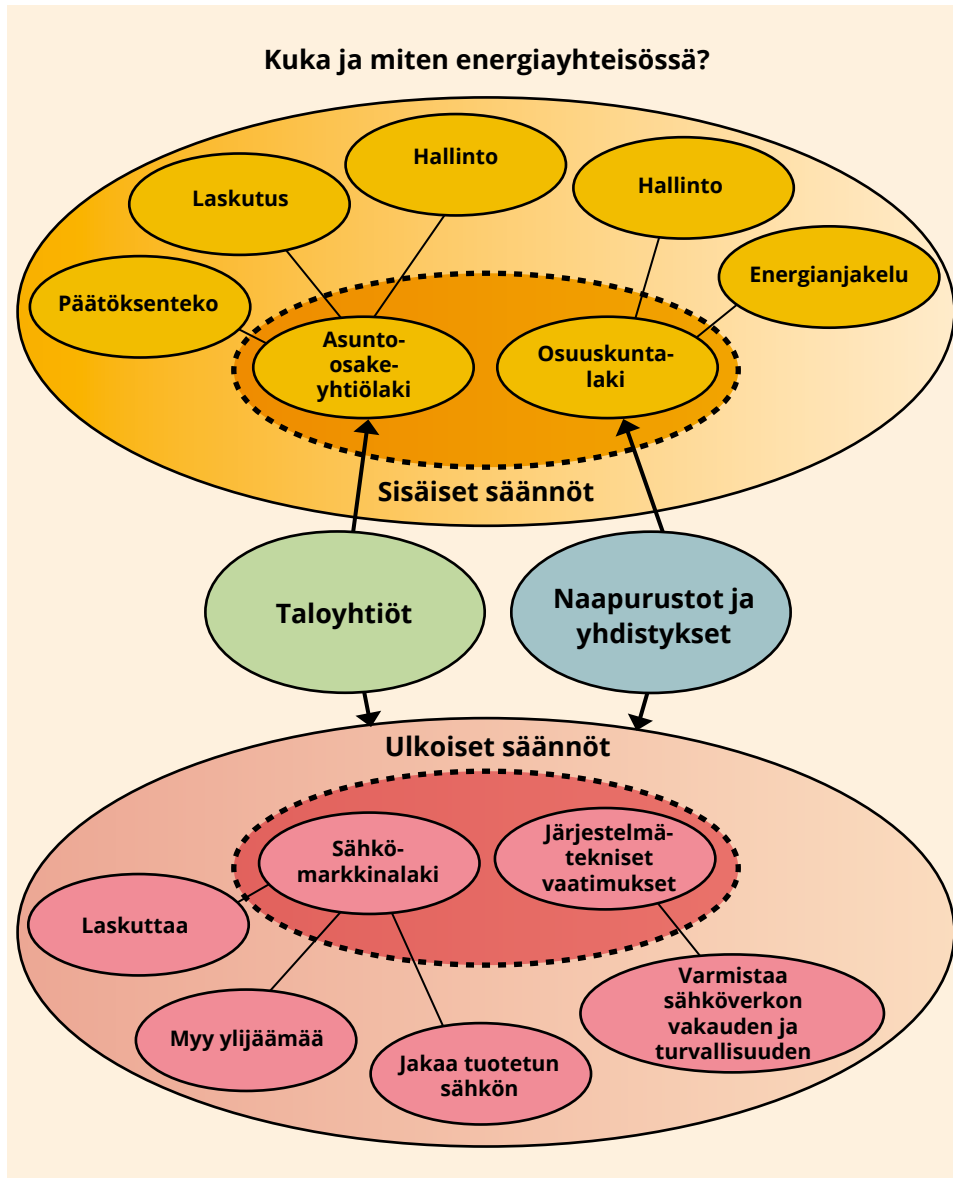 Kuka ja miten energiayhteisössä?
Hallinto
Laskutus
Hallinto
Päätöksenteko
Energianjakelu
Asunto-
osake-
yhtiölaki
Osuuskunta-
laki
Sisäiset säännöt
Taloyhtiöt
Naapurustot ja
yhdistykset
Ulkoiset säännöt
Sähkö-
markkinalaki
Järjestelmä-
tekniset
vaatimukset
Laskuttaa
Myy ylijäämää
Jakaa tuotetun
sähkön
Varmistaa
sähköverkon
vakauden ja
turvallisuuden